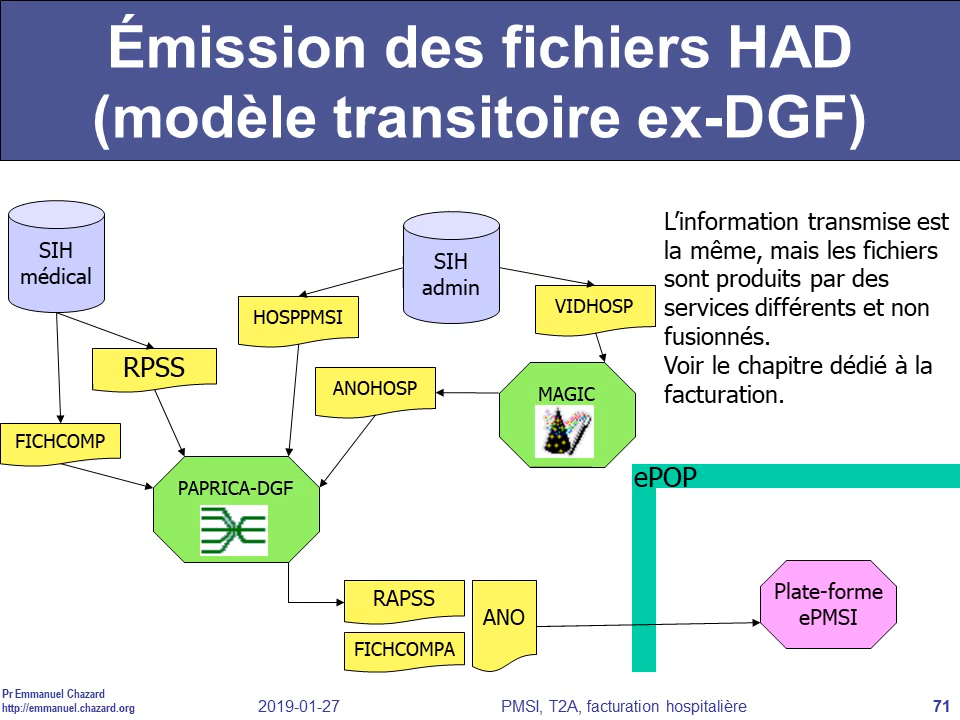 Émission des fichiers HAD
(modèle transitoire ex-DGF)
SIH
médical
SIH
admin
L’information transmise est
la même, mais les fichiers
sont produits par des
services différents et non
fusionnés.
Voir le chapitre dédié à la
facturation.
HOSPPMSI
VIDHOSP
RPSS
ANOHOSP
MAGIC
FICHCOMP
PAPRICA-DGF
ePOP
RAPSS
ANO
FICHCOMPA
Plate-forme
ePMSI
Pr Emmanuel Chazard
http://emmanuel.chazard.org
2019-01-27
PMSI, T2A, facturation hospitalière
71